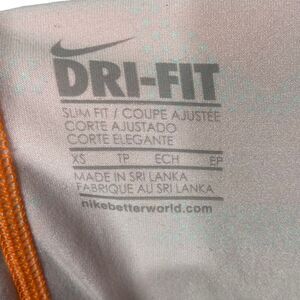 DRI-FIT
SLIM FIT / COUPE AJUSTÉE
CORTE AJUSTADO
CORTE ELEGANTE
XS TP ECH EP
MADE IN SRI LANKA
FABRIQUE AU SRI LANKA
nikebetterworld.com